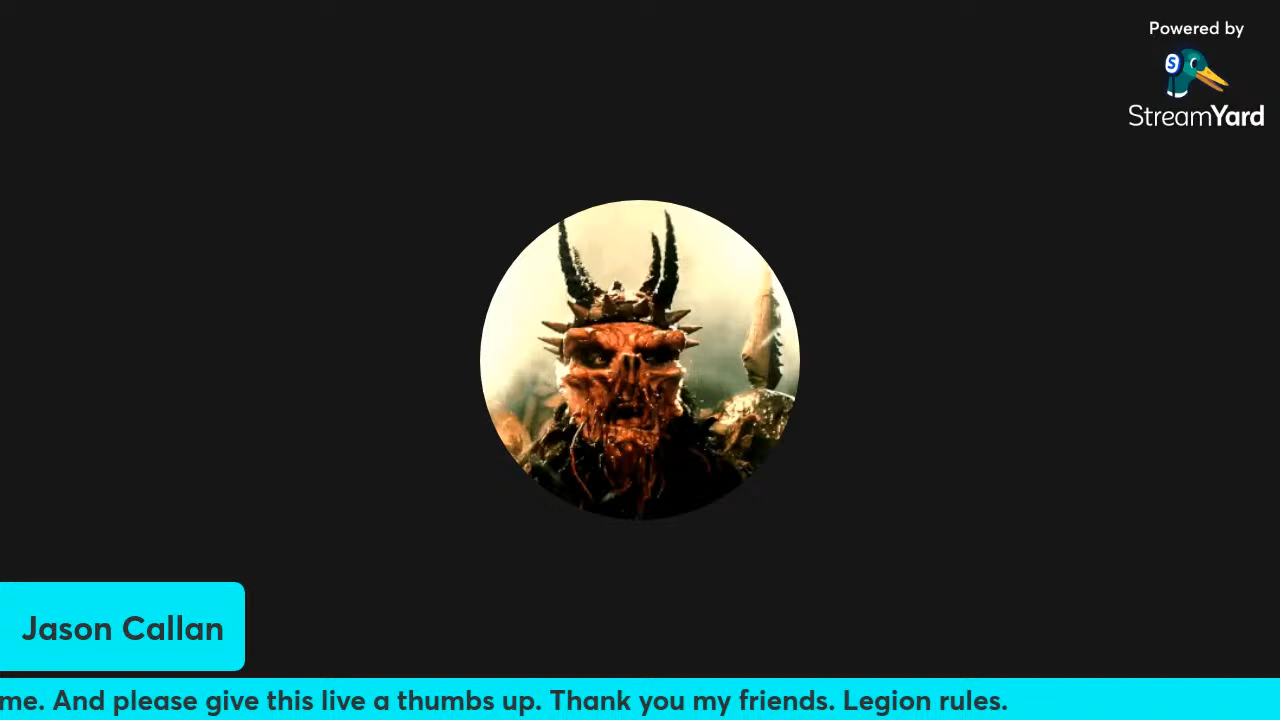 Powered by
S
StreamYard
Jason Callan
me. And please give this live a thumbs up. Thank you my friends. Legion rules.